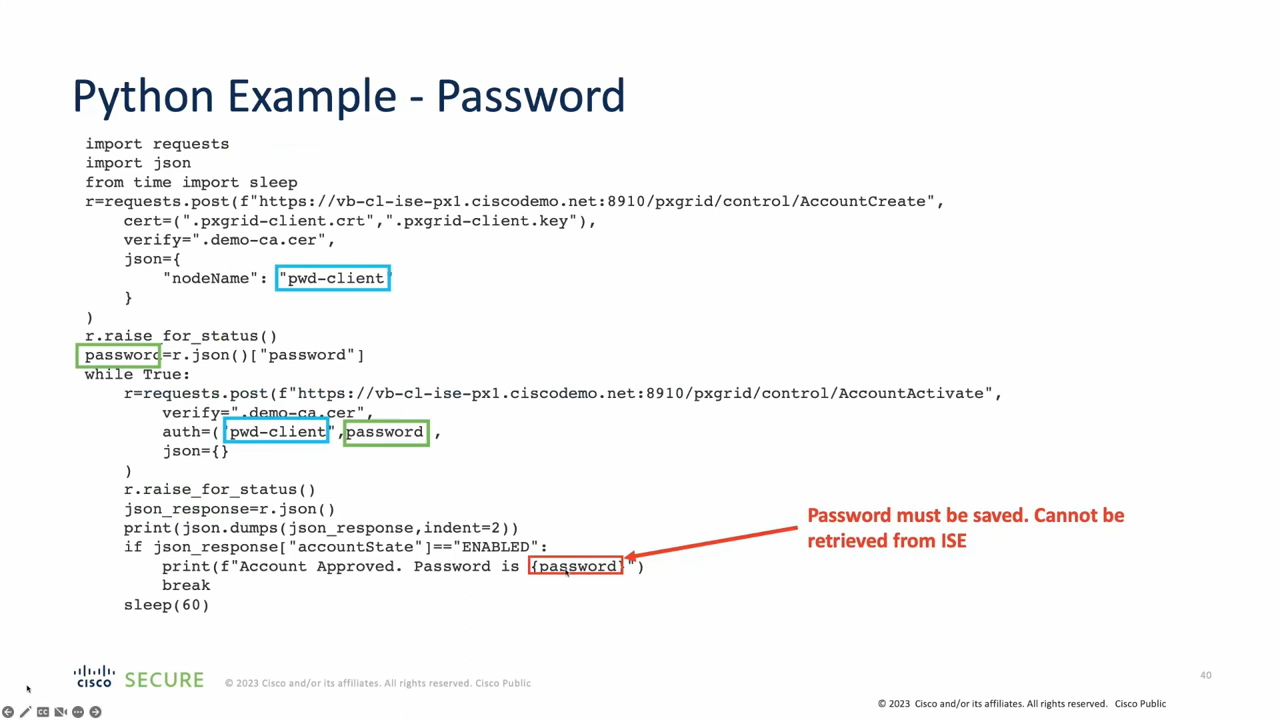 Python Example - Password
import requests
import json
from time import sleep
r=requests.post(f"https://vb-cl-ise-px1.ciscodemo.net:8910/pxgrid/control/AccountCreate",
cert=(".pxgrid-client.crt",".pxgrid-client.key"),
verify=".demo-ca.cer",
json={
"nodeName": "pwd-client"
}
)
r.raise_for_status()
password=r.json()["password"]
while True:
r=requests.post(f"https://vb-cl-ise-px1.ciscodemo.net:8910/pxgrid/control/AccountActivate",
verify=".demo-ca.cer",
auth=("pwd-client",password ,
json={}
)
r.raise_for_status()
json_response=r.json()
print(json.dumps(json_response,indent=2))
if json_response["accountState"]=="ENABLED":
print(f"Account Approved. Password is {password}")
break
sleep(60)
Password must be saved. Cannot be
retrieved from ISE
CISCO SECURE © 2023 Cisco and/or its affiliates. All rights reserved. Cisco Public
40
© 2023 Cisco and/or its affiliates. All rights reserved. Cisco Public